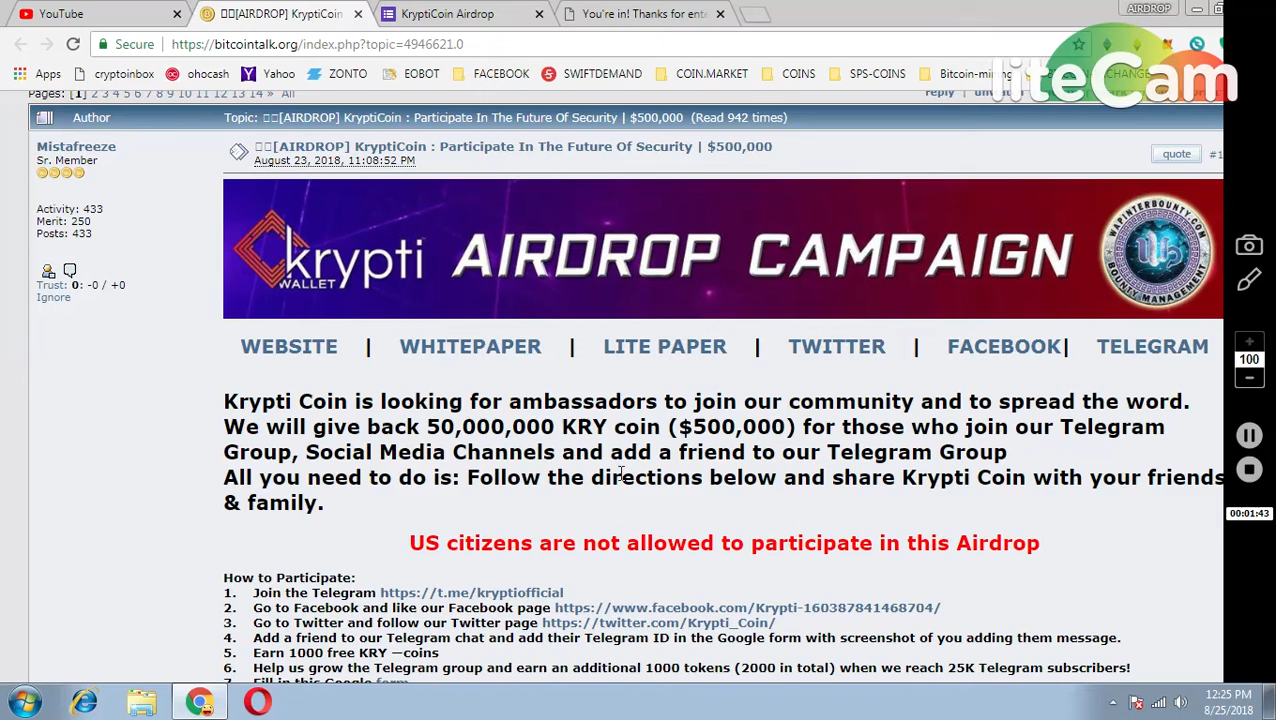 YouTube
[AIRDROP] KryptiCoin
KryptiCoin Airdrop
You're in! Thanks for ent
AIRDROP
Secure
https://bitcointalk.org/index.php?topic=4946621.0
Apps
cryptoinbox
ohocash
Yahoo
ZONTO
EOBOT
FACEBOOK
SWIFTDEMAND
COIN.MARKET
COINS
SPS-COINS
Bitcoin-min
CHANGE
liteCam
Pages: [1] 2 3 4 5 6 7 8 9 10 11 12 13 14 » All
reply
Author
Topic: [AIRDROP] KryptiCoin : Participate In The Future Of Security | $500,000 (Read 942 times)
Mistafreeze
Sr. Member
Activity: 433
Merit: 250
Posts: 433
Trust: 0: -0 / +0
Ignore
[AIRDROP] KryptiCoin : Participate In The Future Of Security | $500,000
August 23, 2018, 11:08:52 PM
quote
#1
krypti
WALLET
AIRDROP CAMPAIGN
WAPINTERBOUNTY.COM
BOUNTY MANAGEMENT
WEBSITE | WHITEPAPER | LITE PAPER | TWITTER | FACEBOOK| TELEGRAM
Krypti Coin is looking for ambassadors to join our community and to spread the word.
We will give back 50,000,000 KRY coin ($500,000) for those who join our Telegram
Group, Social Media Channels and add a friend to our Telegram Group
All you need to do is: Follow the directions below and share Krypti Coin with your friends
& family.
US citizens are not allowed to participate in this Airdrop
How to Participate:
1. Join the Telegram https://t.me/kryptiofficial
2. Go to Facebook and like our Facebook page https://www.facebook.com/Krypti-160387841468704/
3. Go to Twitter and follow our Twitter page https://twitter.com/Krypti_Coin/
4. Add a friend to our Telegram chat and add their Telegram ID in the Google form with screenshot of you adding them message.
5. Earn 1000 free KRY —coins
6. Help us grow the Telegram group and earn an additional 1000 tokens (2000 in total) when we reach 25K Telegram subscribers!
7. Fill in this Google form
100
00:01:43
12:25 PM
8/25/2018